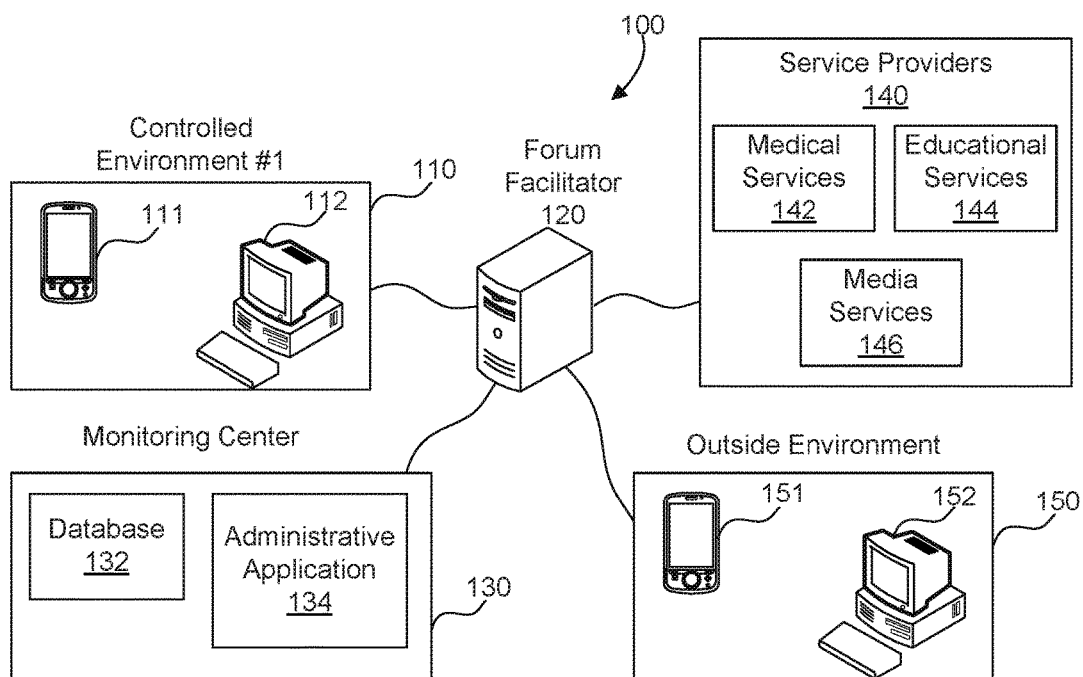 100
Service Providers
140
Medical
Services
142
Educational
Services
144
Media
Services
146
Controlled
Environment #1
110
111
112
Forum
Facilitator
120
Monitoring Center
Database
132
Administrative
Application
134
130
Outside Environment
151
152
150